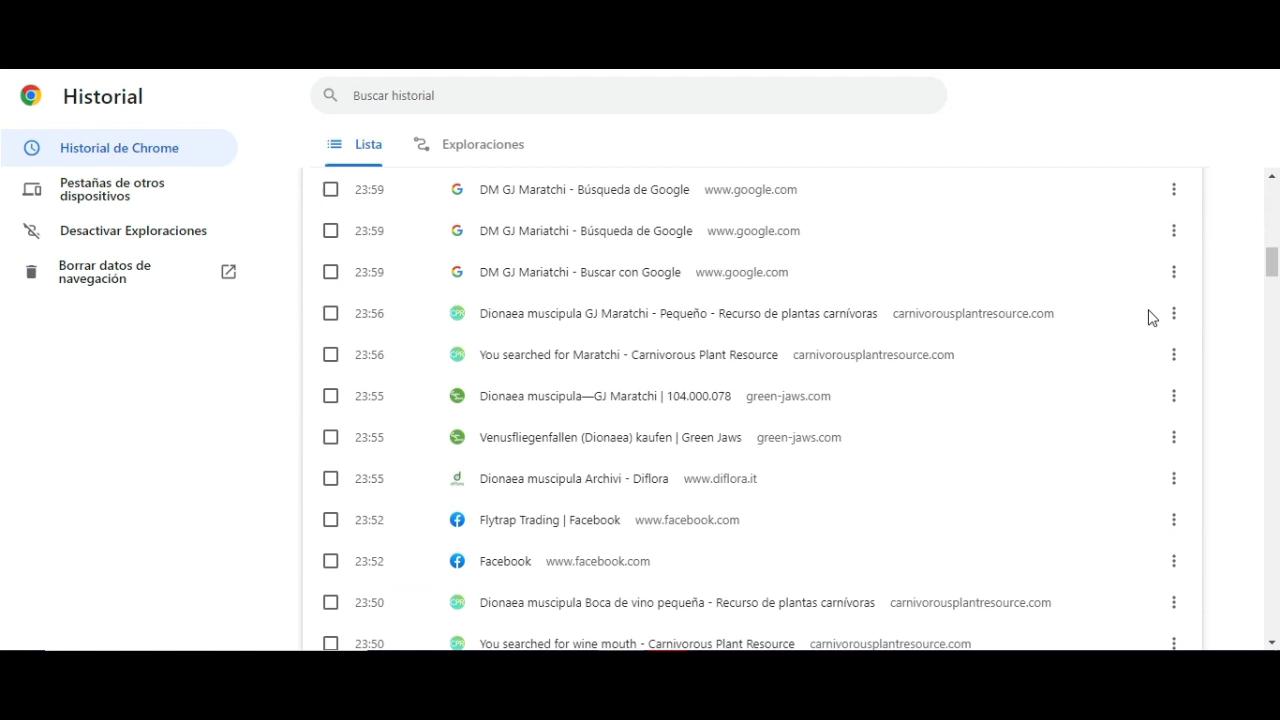 Historial
Buscar historial
Historial de Chrome
Pestañas de otros
dispositivos
Desactivar Exploraciones
Borrar datos de
navegación
Lista Exploraciones
23:59 DM GJ Maratchi - Búsqueda de Google www.google.com
23:59 DM GJ Mariatchi - Búsqueda de Google www.google.com
23:59 DM GJ Mariatchi - Buscar con Google www.google.com
23:56 CPR Dionaea muscipula GJ Maratchi - Pequeño - Recurso de plantas carnívoras carnivorousplantresource.com
23:56 CPR You searched for Maratchi - Carnivorous Plant Resource carnivorousplantresource.com
23:55 Dionaea muscipula—GJ Maratchi | 104.000.078 green-jaws.com
23:55 Venusfliegenfallen (Dionaea) kaufen | Green Jaws green-jaws.com
23:55 Dionaea muscipula Archivi - Diflora www.diflora.it
23:52 Flytrap Trading | Facebook www.facebook.com
23:52 Facebook www.facebook.com
23:50 CPR Dionaea muscipula Boca de vino pequeña - Recurso de plantas carnívoras carnivorousplantresource.com
23:50 CPR You searched for wine mouth - Carnivorous Plant Resource carnivorousplantresource.com